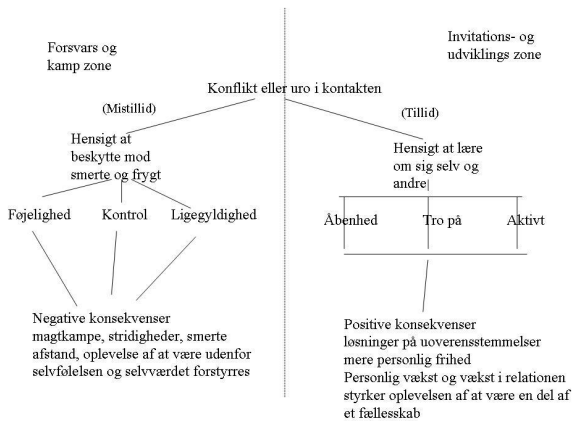 Forsvars og
kamp zone
Invitations- og
udviklings zone
Konflikt eller uro i kontakten
(Mistillid)
(Tillid)
Hensigt at
beskytte mod
smerte og frygt
Hensigt at lære
om sig selv og
andre
Føjelighed Kontrol Ligegyldighed
Åbenhed Tro på Aktivt
Negative konsekvenser
magtkampe, stridigheder, smerte
afstand, oplevelse af at være udenfor
selvfølelsen og selvværdet forstyrres
Positive konsekvenser
løsninger på uoverensstemmelser
mere personlig frihed
Personlig vækst og vækst i relationen
styrker oplevelsen af at være en del af
et fællesskab